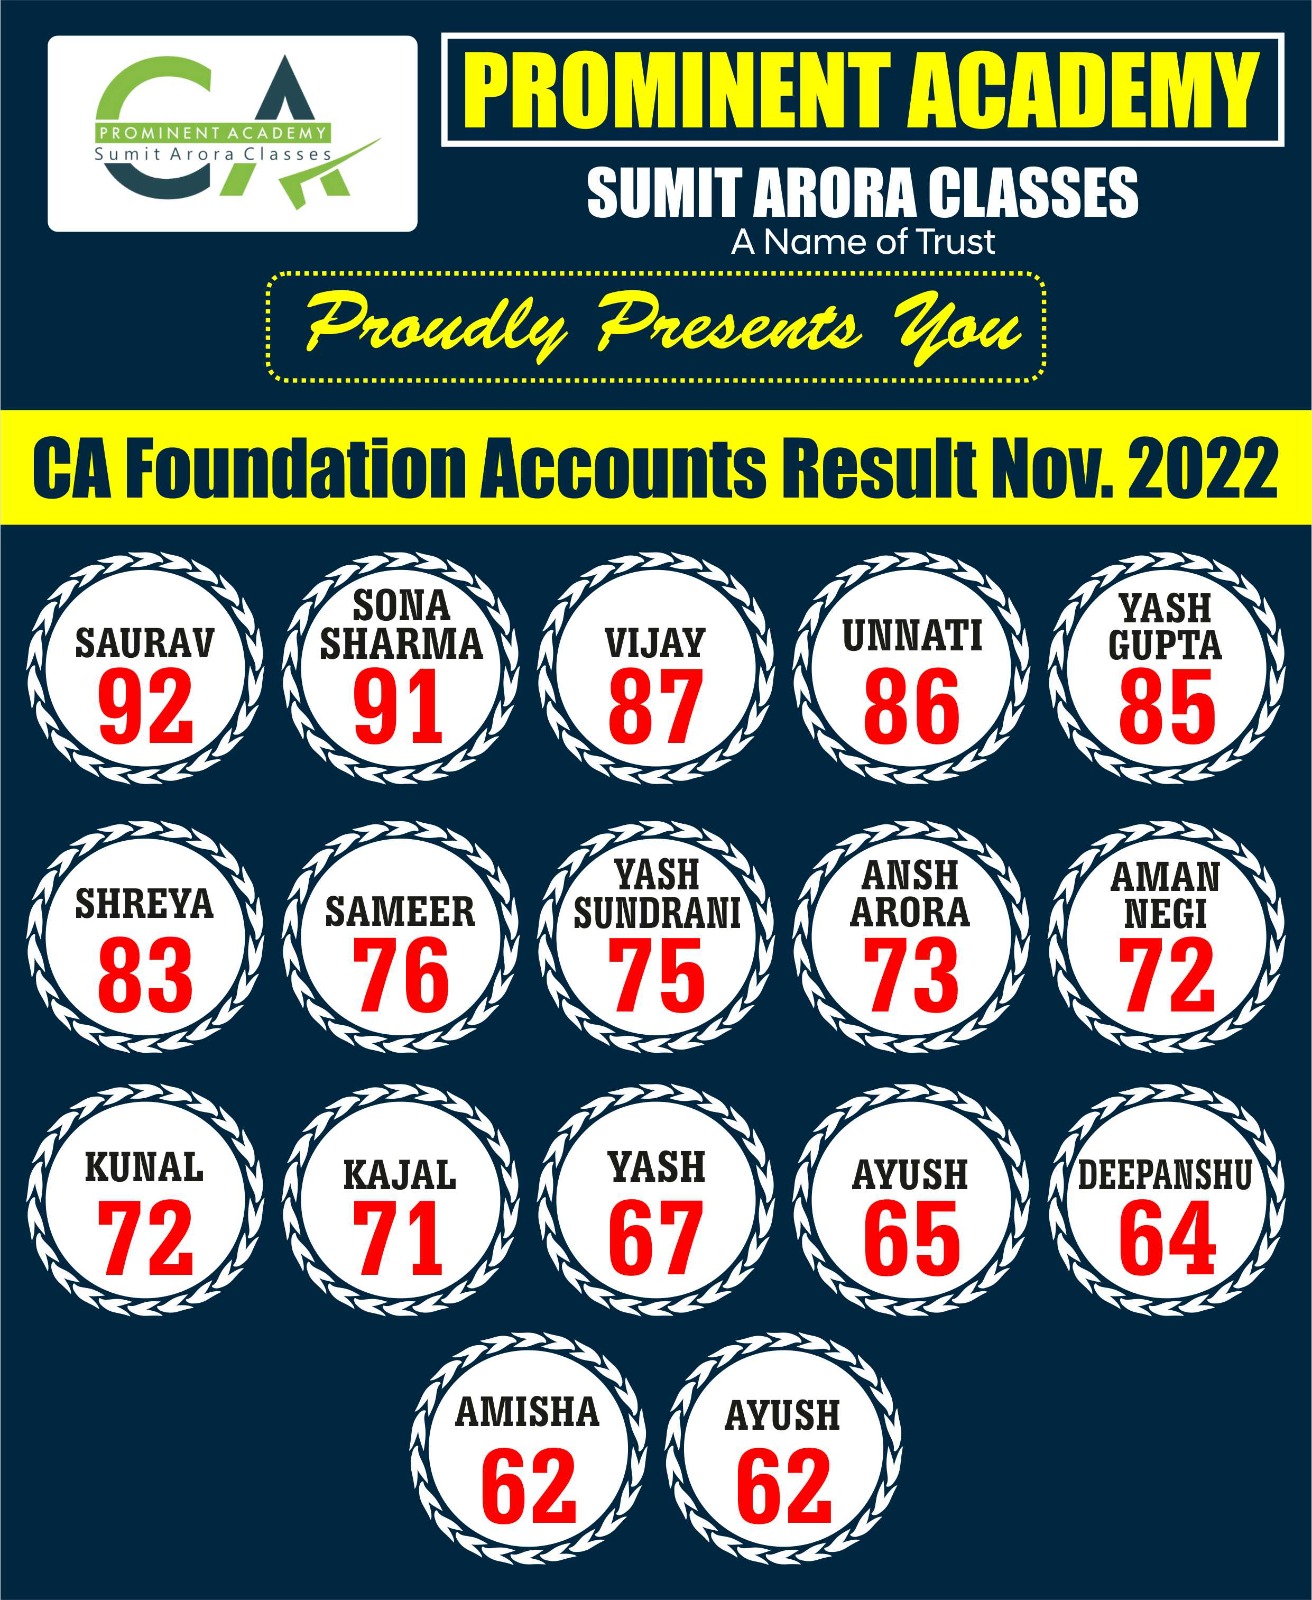 PROMINENT ACADEMY
Sumit Arora Classes
PROMINENT ACADEMY
SUMIT ARORA CLASSES
A Name of Trust
Proudly Presents You
CA Foundation Accounts Result Nov. 2022
SAURAV
92
SONA
SHARMA
91
VIJAY
87
UNNATI
86
YASH
GUPTA
85
SHREYA
83
SAMEER
76
YASH
SUNDRANI
75
ANSH
ARORA
73
AMAN
NEGI
72
KUNAL
72
KAJAL
71
YASH
67
AYUSH
65
DEEPANSHU
64
AMISHA
62
AYUSH
62